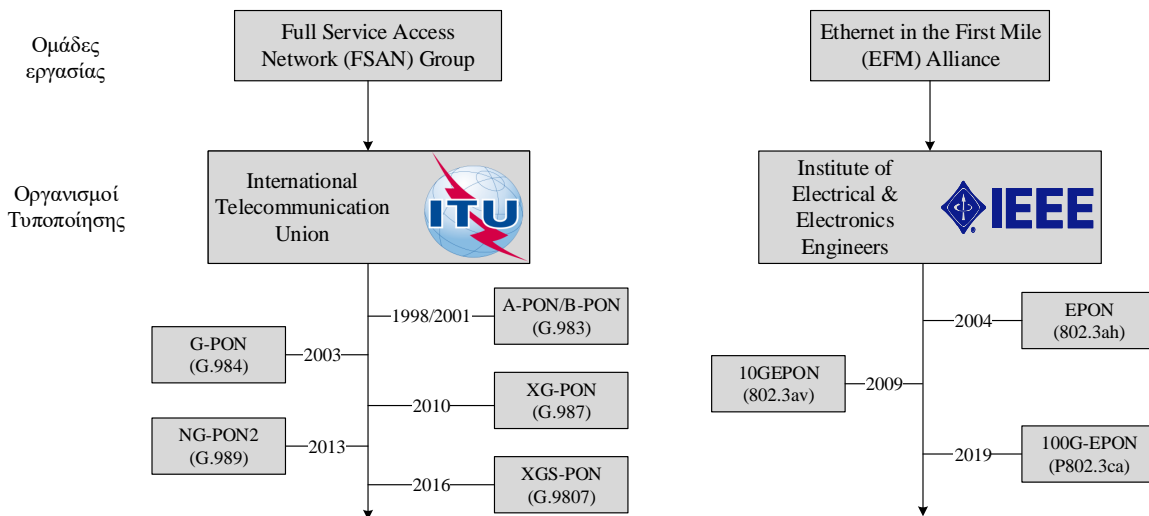 Ομάδες
εργασίας
Full Service Access
Network (FSAN) Group
Ethernet in the First Mile
(EFM) Alliance
Οργανισμοί
Τυποποίησης
International
Telecommunication
Union
ITU
Institute of
Electrical &
Electronics
Engineers
IEEE
1998/2001
A-PON/B-PON
(G.983)
G-PON
(G.984)
2003
2010
XG-PON
(G.987)
NG-PON2
(G.989)
2013
2016
XGS-PON
(G.9807)
2004
EPON
(802.3ah)
10GEPON
(802.3av)
2009
2019
100G-EPON
(P802.3ca)